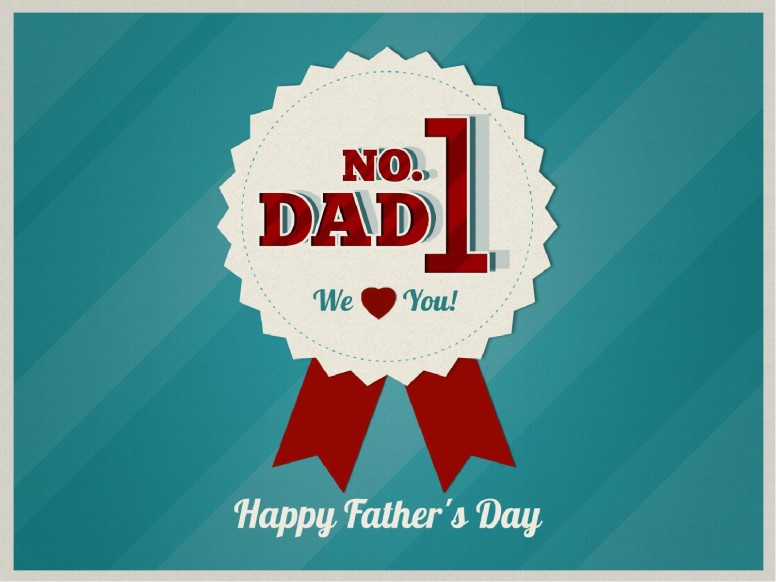 NO. 1
DAD
We ❤ You!
Happy Father's Day